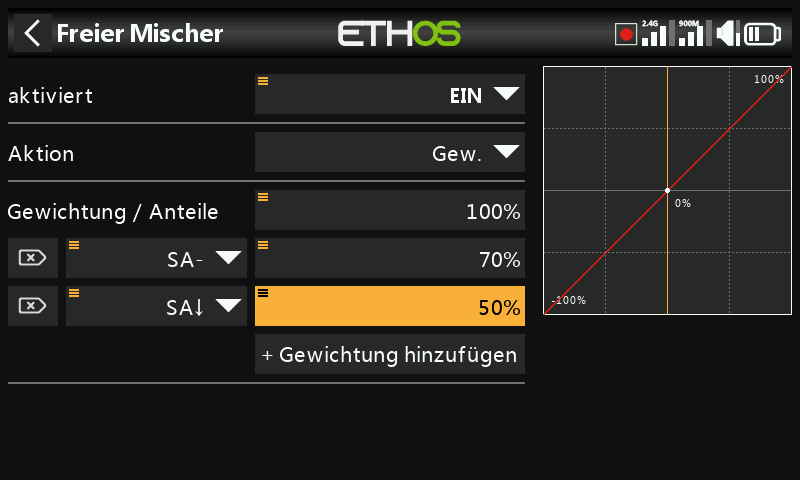 Freier Mischer
ETHOS
2.4G
900M
aktiviert
EIN
Aktion
Gew.
Gewichtung / Anteile
100%
SA-
70%
SA↓
50%
+ Gewichtung hinzufügen
100%
0%
-100%